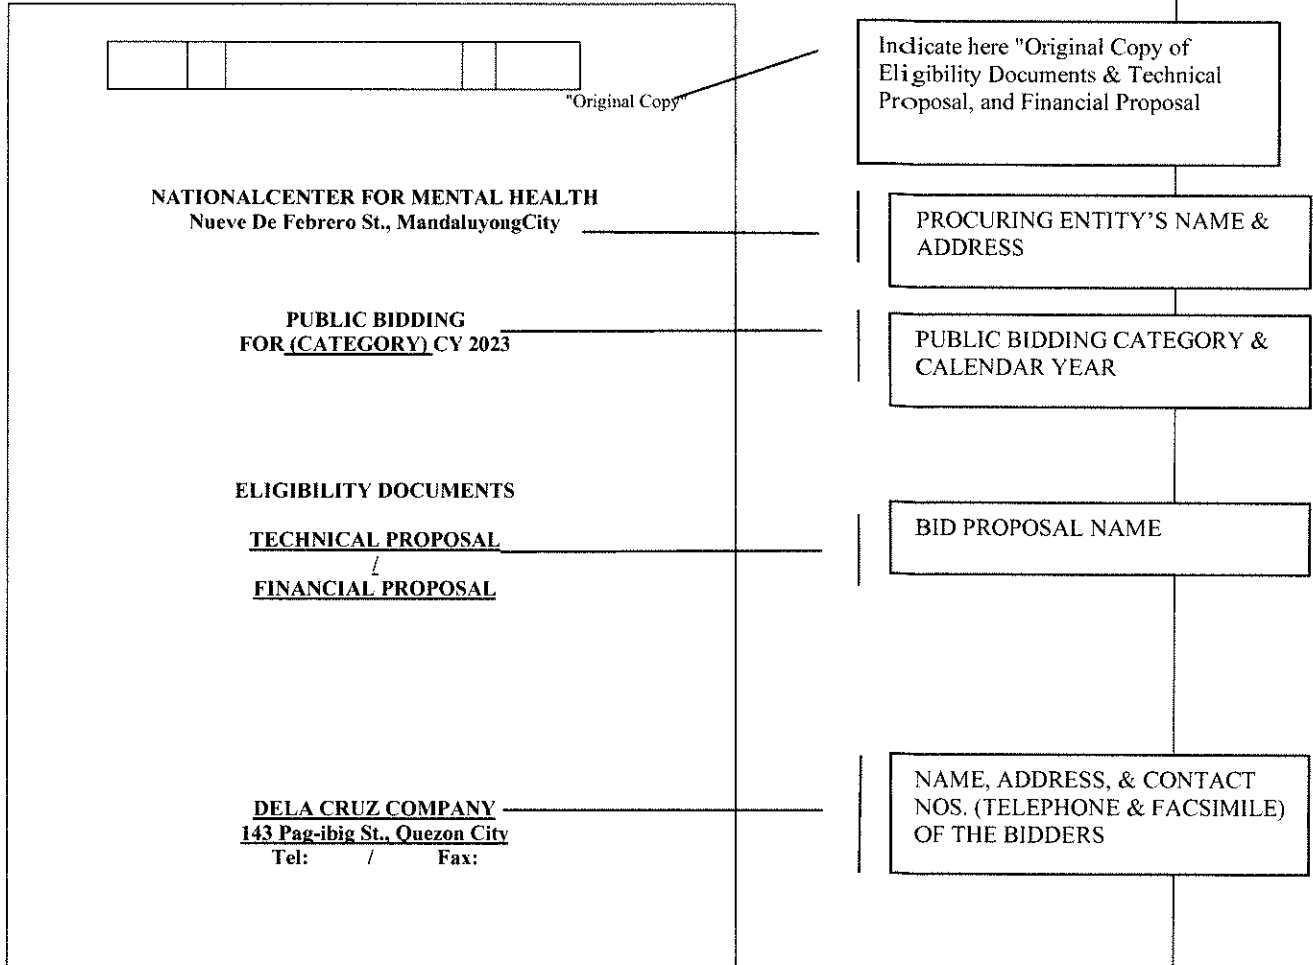 "Original Copy"
Indicate here "Original Copy of
Eligibility Documents & Technical
Proposal, and Financial Proposal
NATIONALCENTER FOR MENTAL HEALTH
Nueve De Febrero St., MandaluyongCity
PROCURING ENTITY'S NAME &
ADDRESS
PUBLIC BIDDING
FOR (CATEGORY) CY 2023
PUBLIC BIDDING CATEGORY &
CALENDAR YEAR
ELIGIBILITY DOCUMENTS
TECHNICAL PROPOSAL
/
FINANCIAL PROPOSAL
BID PROPOSAL NAME
DELA CRUZ COMPANY
143 Pag-ibig St., Quezon City
Tel: / Fax:
NAME, ADDRESS, & CONTACT
NOS. (TELEPHONE & FACSIMILE)
OF THE BIDDERS